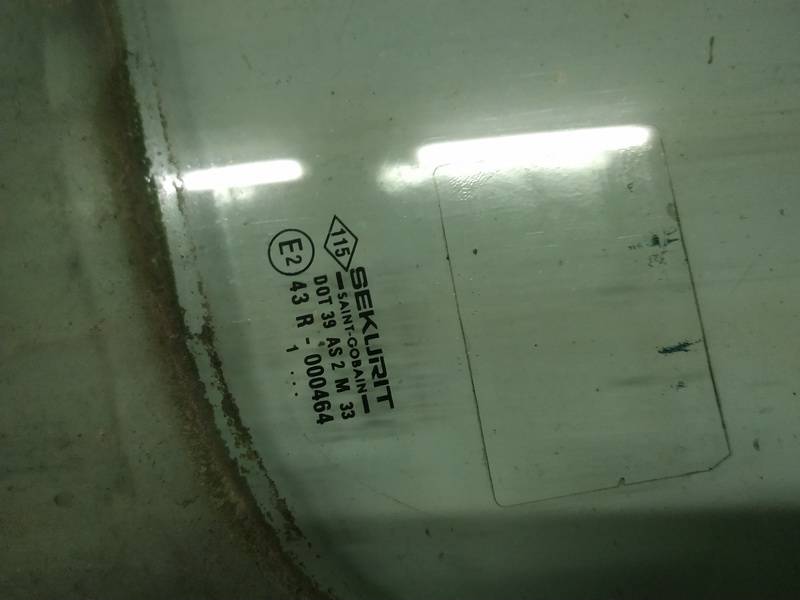 115
SEKURIT
SAINT-GOBAIN
DOT 39 AS 2 M 33
E2
43 R - 000464
1 ...